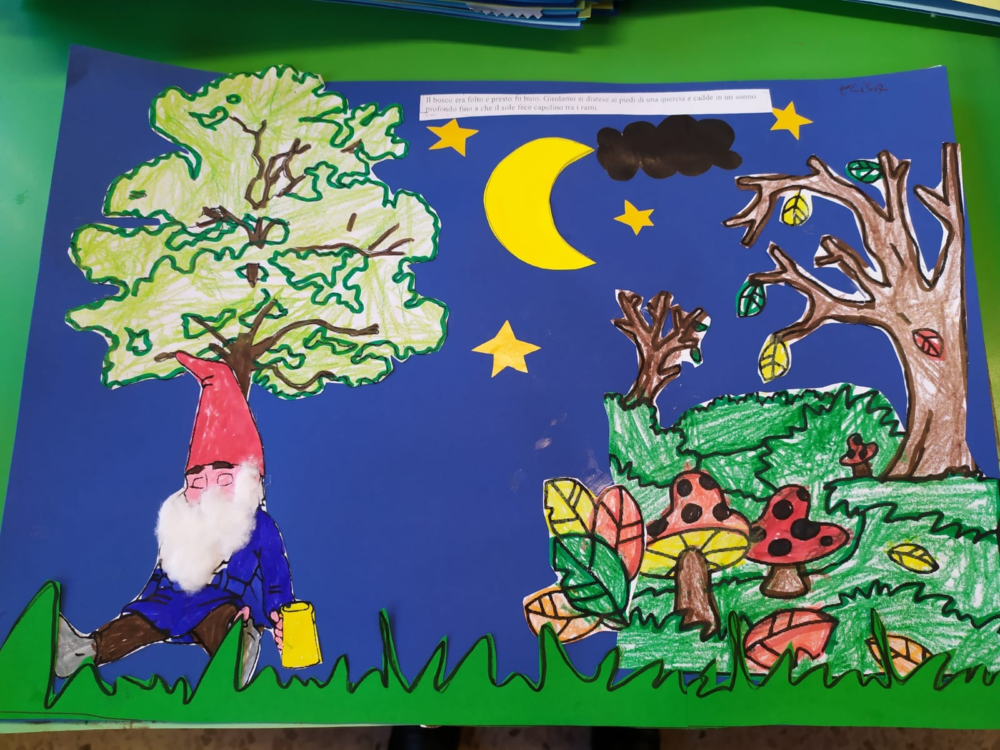 ELISA
Il bosco era folto e presto fu buio. Girolamo si distese ai piedi di una quercia e cadde in un sonno
profondo fino a che il sole fece capolino tra i rami.